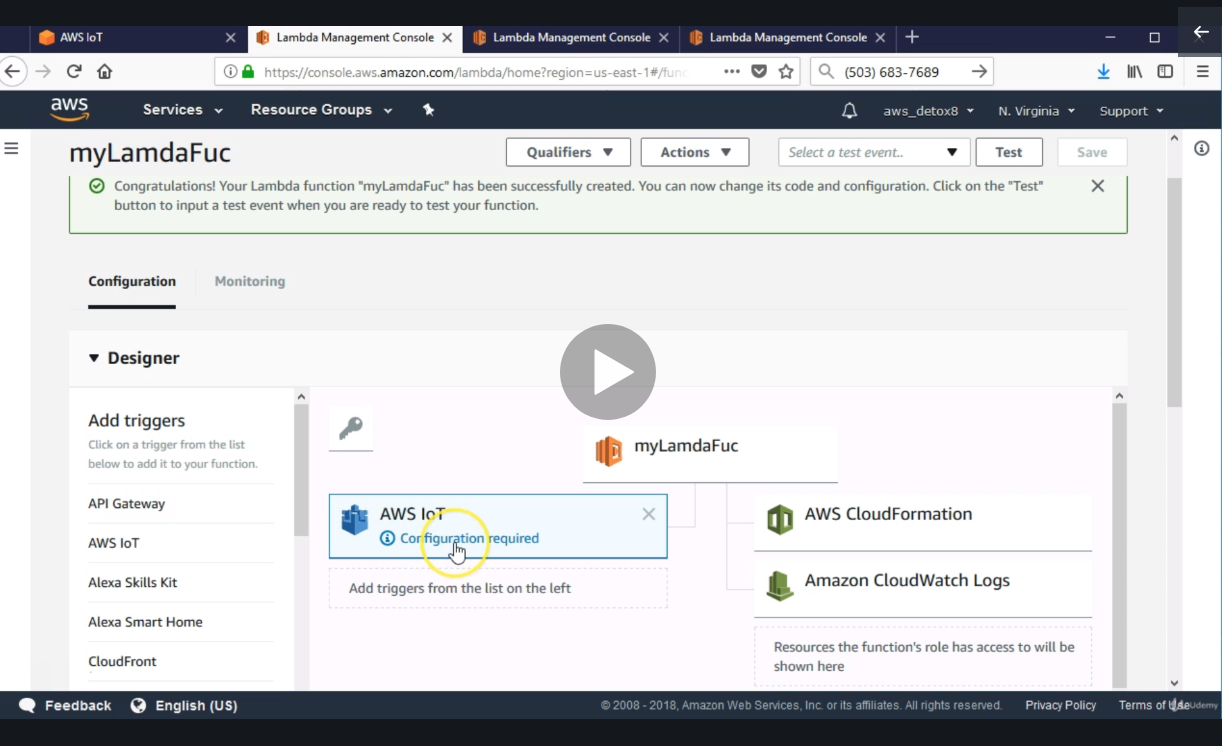 AWS IoT
Lambda Management Console
Lambda Management Console
Lambda Management Console
https://console.aws.amazon.com/lambda/home?region=us-east-1#/func
(503) 683-7689
aws
Services
Resource Groups
aws_detox8
N. Virginia
Support
myLamdaFuc
Qualifiers
Actions
Select a test event..
Test
Save
Congratulations! Your Lambda function "myLamdaFuc" has been successfully created. You can now change its code and configuration. Click on the "Test"
button to input a test event when you are ready to test your function.
Configuration
Monitoring
Designer
Add triggers
Click on a trigger from the list
below to add it to your function.
API Gateway
AWS IoT
Alexa Skills Kit
Alexa Smart Home
CloudFront
myLamdaFuc
AWS IoT
Configuration required
Add triggers from the list on the left
AWS CloudFormation
Amazon CloudWatch Logs
Resources the function's role has access to will be
shown here
Feedback
English (US)
© 2008 - 2018, Amazon Web Services, Inc. or its affiliates. All rights reserved.
Privacy Policy
Terms of Use
Udemy